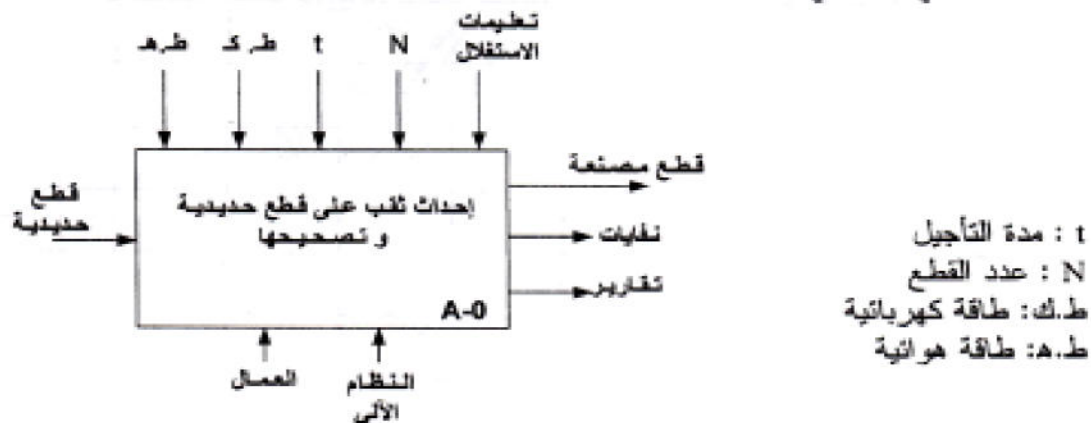 تعليمات
الاستغلال
N
t
ط.ك
ط.هـ
قطع
حديدية
إحداث ثقب على قطع حديدية
و تصحيحها
A-0
قطع مصنعة
نفايات
تقارير
العمال
النظام
الآلي
t : مدة التأجيل
N : عدد القطع
ط.ك: طاقة كهربائية
ط.ه: طاقة هوائية